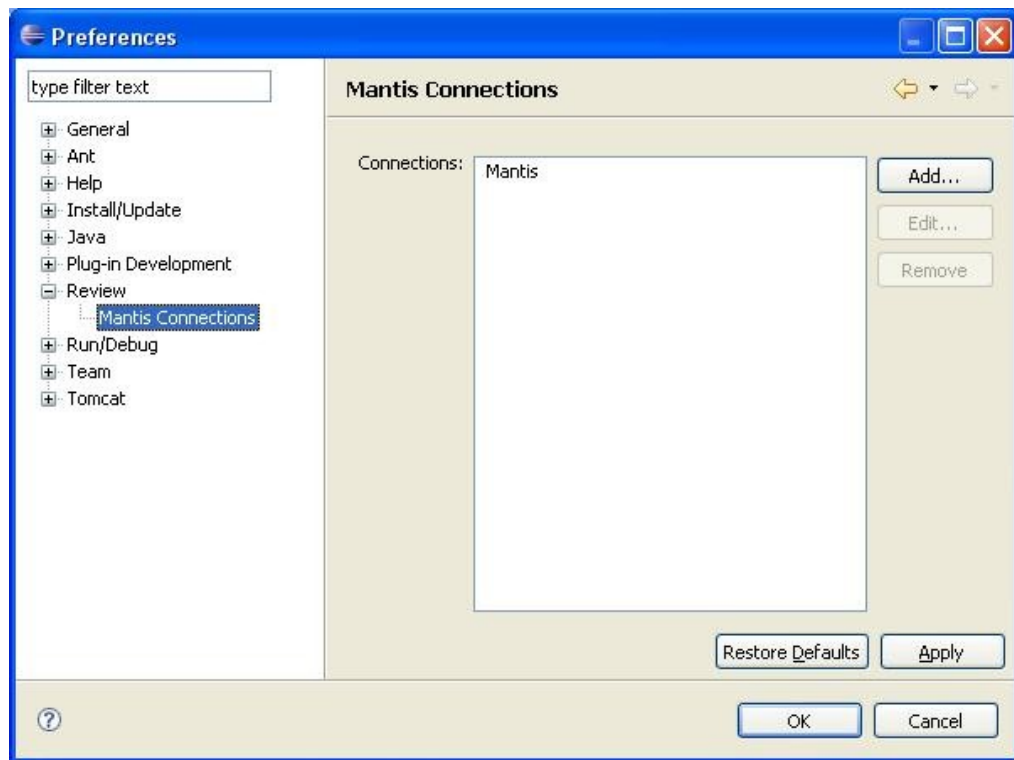 Preferences
type filter text
General
Ant
Help
Install/Update
Java
Plug-in Development
Review
Mantis Connections
Run/Debug
Team
Tomcat
Mantis Connections
Connections:
Mantis
Add...
Edit...
Remove
Restore Defaults
Apply
OK
Cancel